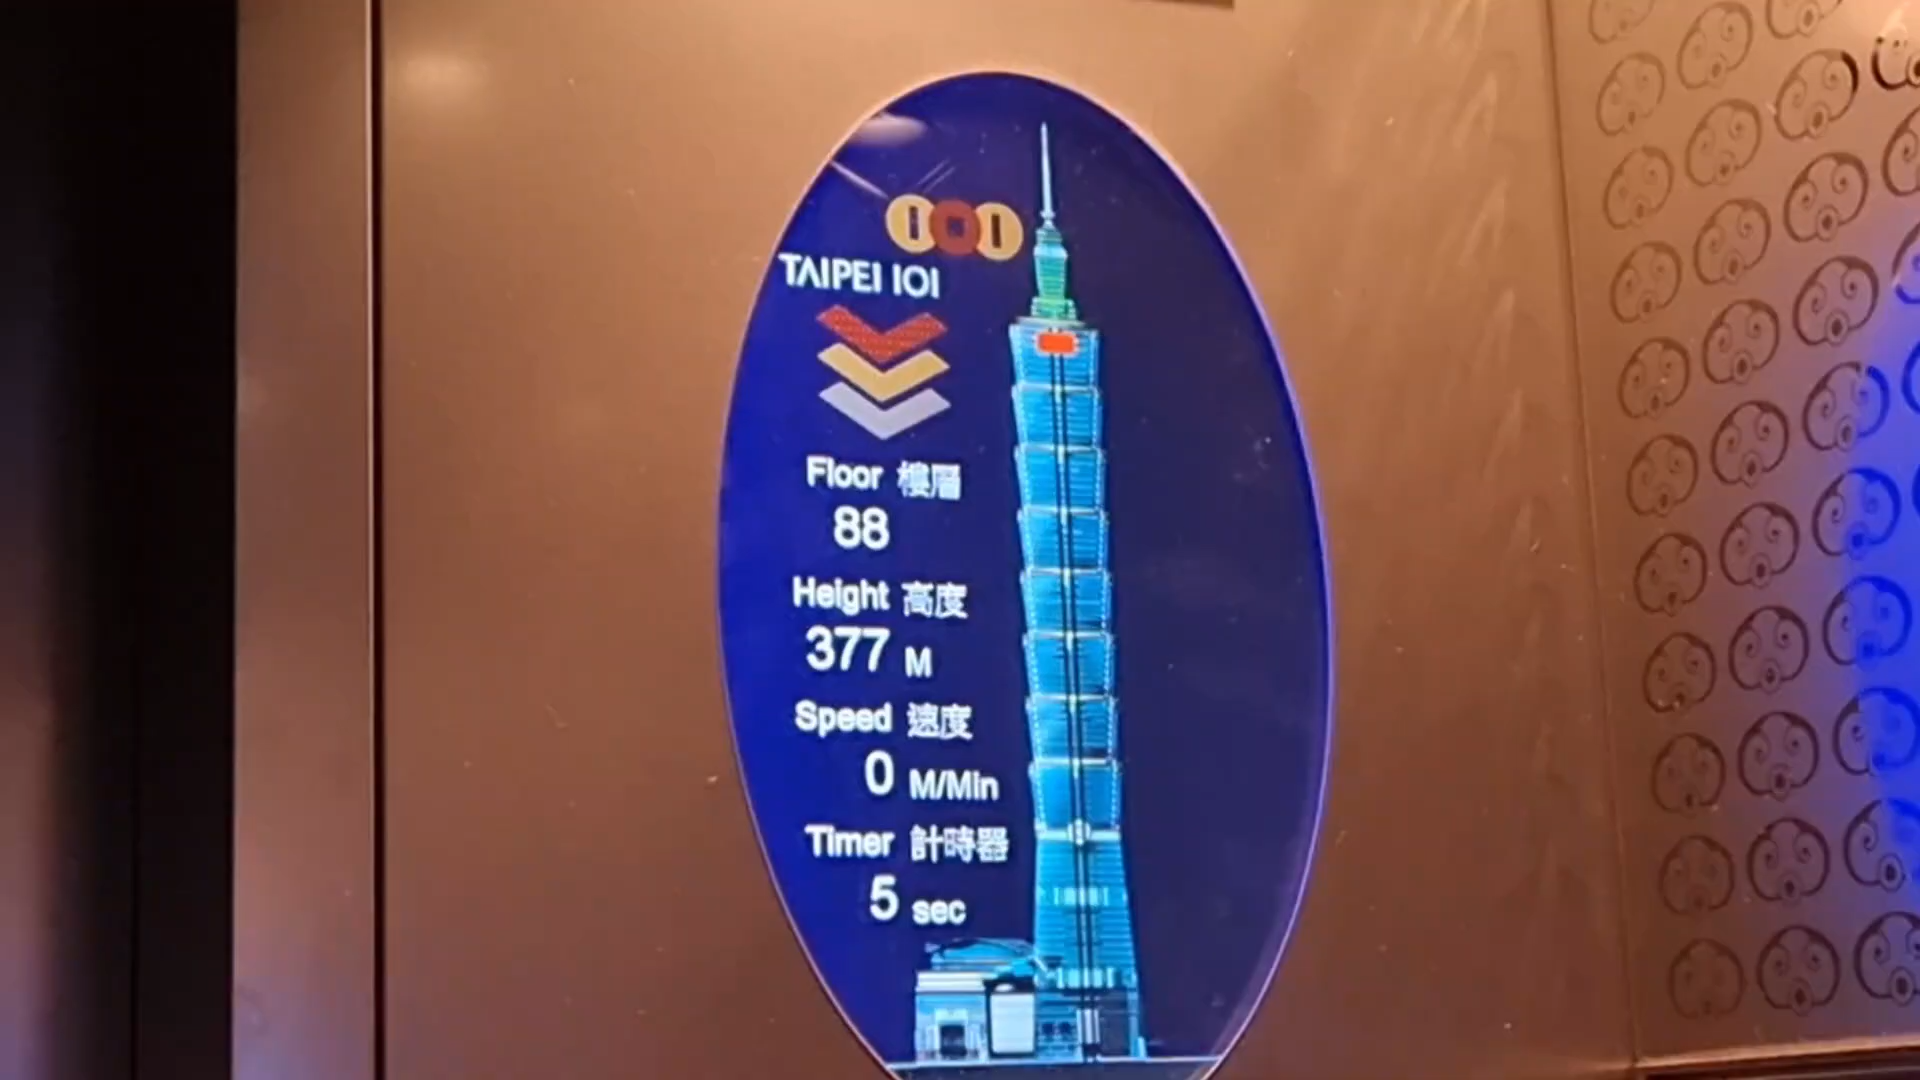 TAIPEI 101
Floor 樓層
88
Height 高度
377 M
Speed 速度
0 M/Min
Timer 計時器
5 sec